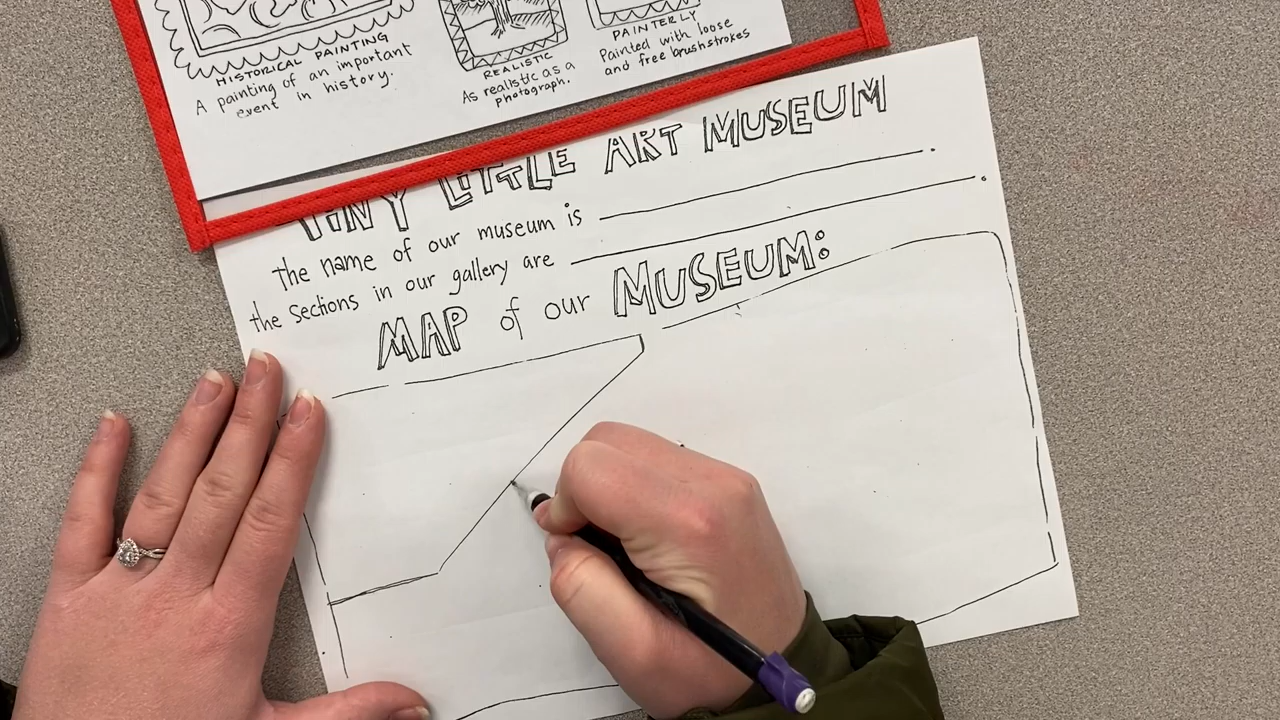 HISTORICAL PAINTING
A painting of an important
event in history.
REALISTIC
As realistic as a
photograph.
PAINTERLY
Painted with loose
and free brushstrokes
TINY LITTLE ART MUSEUM
the name of our museum is .
the Sections in our gallery are .
MAP of our MUSEUM: